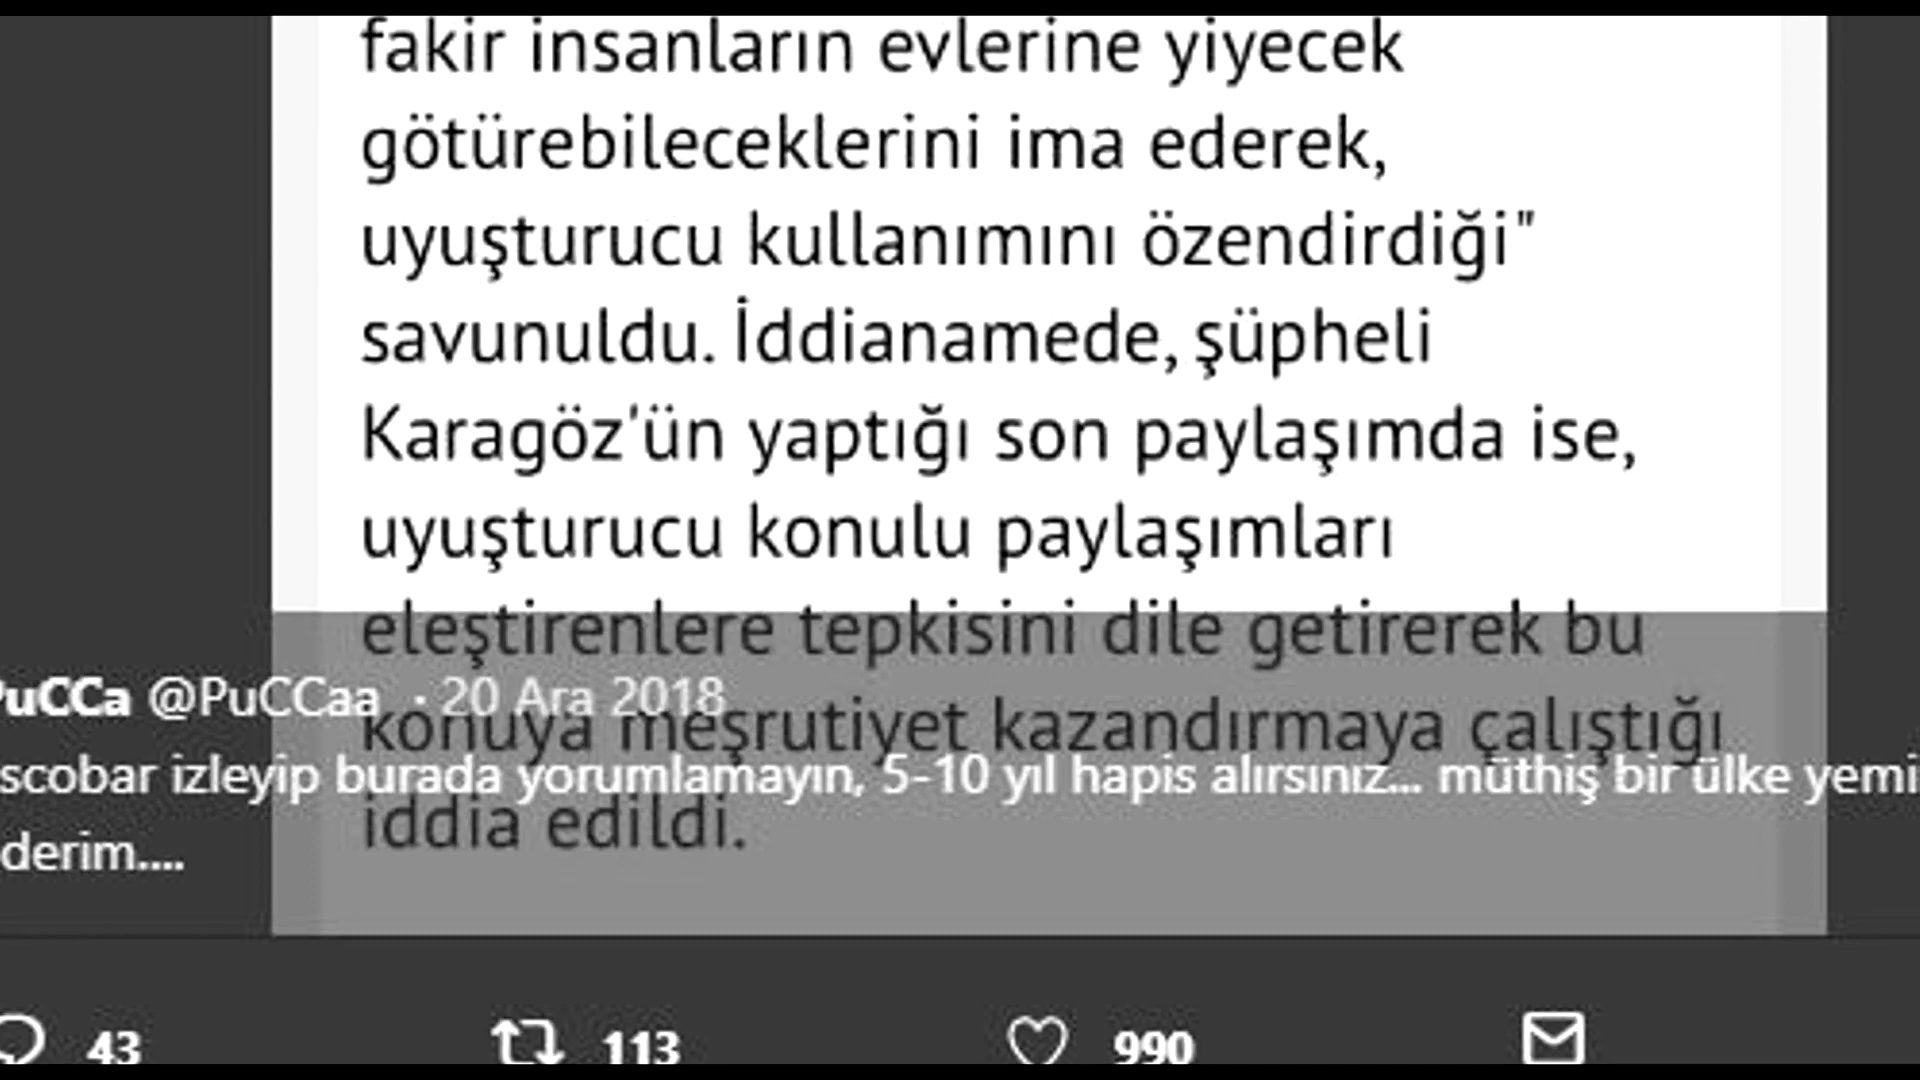 fakir insanların evlerine yiyecek
götürebileceklerini ima ederek,
uyuşturucu kullanımını özendirdiği"
savunuldu. İddianamede, şüpheli
Karagöz'ün yaptığı son paylaşımda ise,
uyuşturucu konulu paylaşımları
eleştirenlere tepkisini dile getirerek bu
konuya meşrutiyet kazandırmaya çalıştığı
iddia edildi.
PuCCa @PuCCaa · 20 Ara 2018
scobar izleyip burada yorumlamayın, 5-10 yıl hapis alırsınız... müthiş bir ülke yemi
derim....
43 113 990